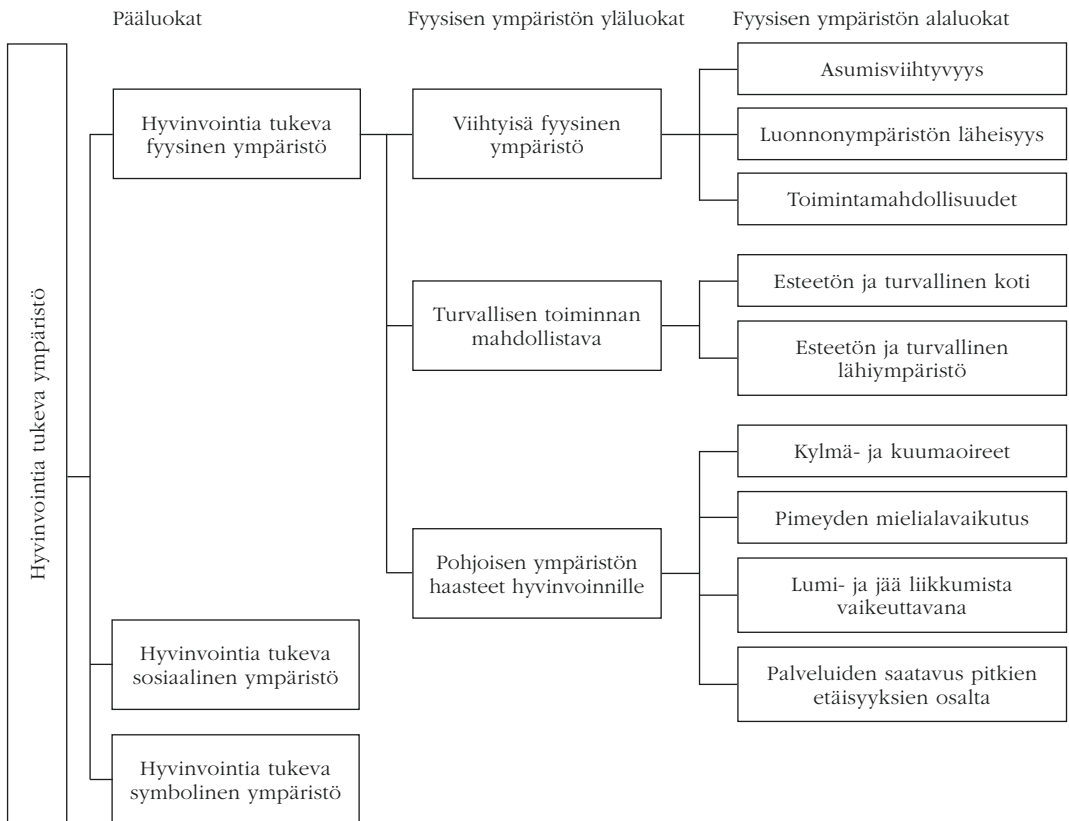 Pääluokat
Fyysisen ympäristön yläluokat
Fyysisen ympäristön alaluokat
Hyvinvointia tukeva ympäristö
Hyvinvointia tukeva
fyysinen ympäristö
Viihtyisä fyysinen
ympäristö
Asumisviihtyvyys
Luonnonympäristön läheisyys
Toimintamahdollisuudet
Turvallisen toiminnan
mahdollistava
Esteetön ja turvallinen koti
Esteetön ja turvallinen
lähiympäristö
Pohjoisen ympäristön
haasteet hyvinvoinnille
Kylmä- ja kuumaoireet
Pimeyden mielialavaikutus
Lumi- ja jää liikkumista
vaikeuttavana
Palveluiden saatavus pitkien
etäisyyksien osalta
Hyvinvointia tukeva
sosiaalinen ympäristö
Hyvinvointia tukeva
symbolinen ympäristö